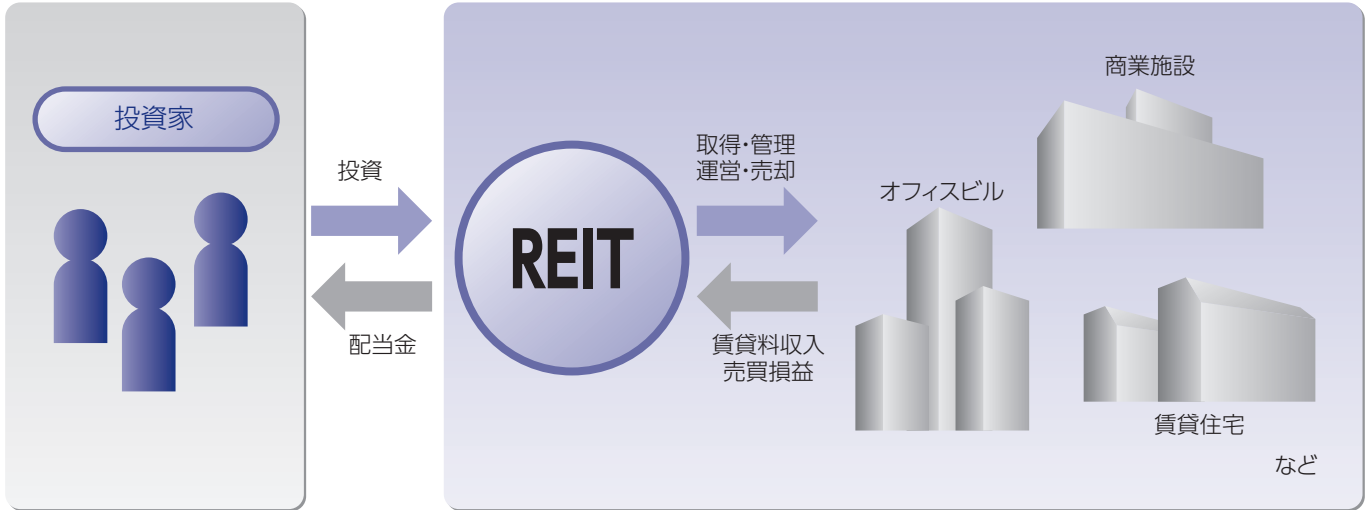 投資家
投資
配当金
REIT
取得・管理
運営・売却
賃貸料収入
売買損益
商業施設
オフィスビル
賃貸住宅
など